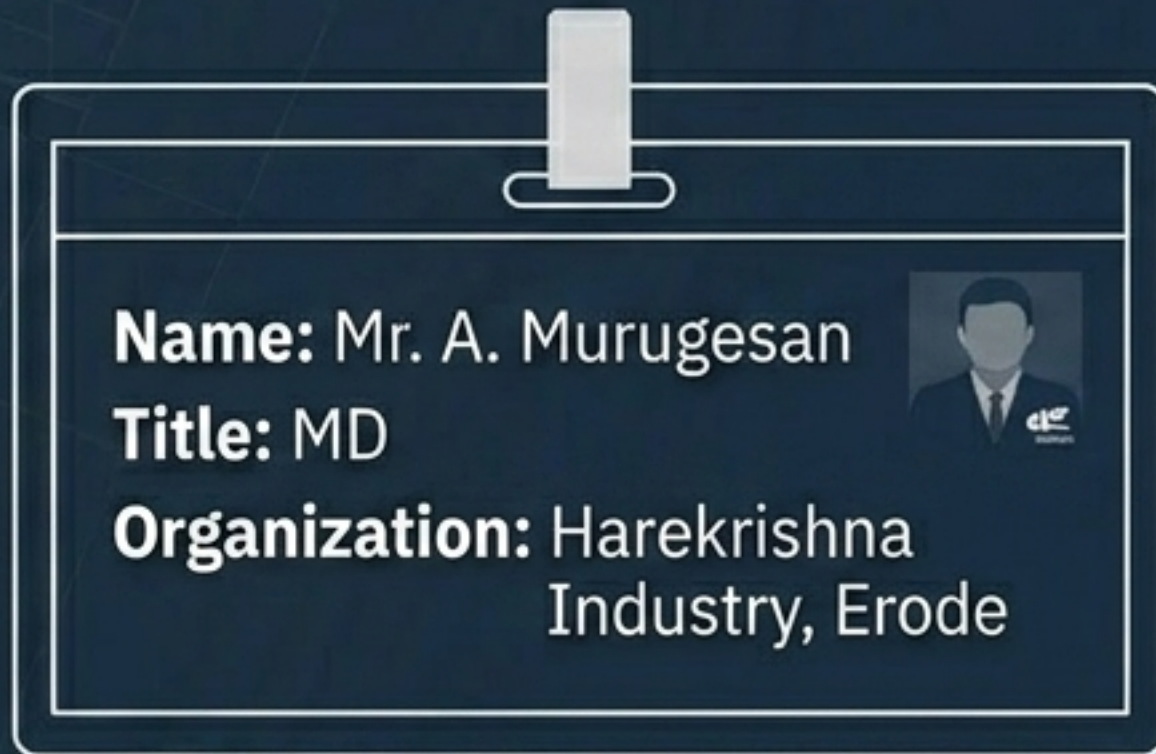 Name: Mr. A. Murugesan
Title: MD
Organization: Harekrishna
Industry, Erode